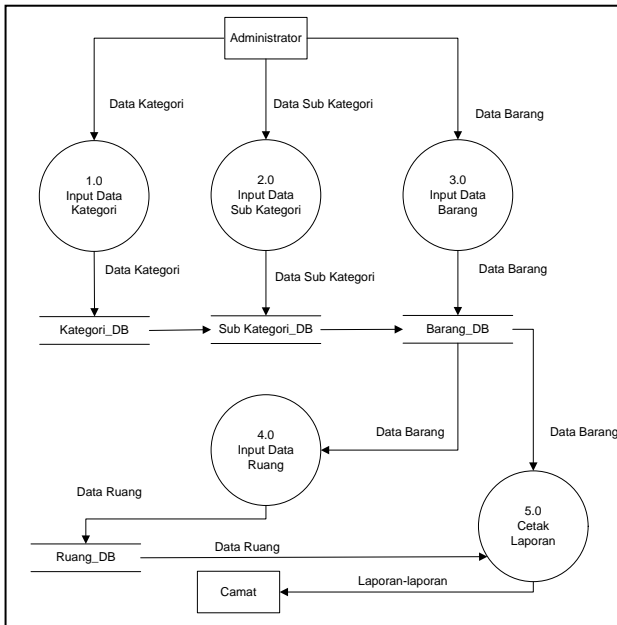 Administrator
Data Kategori
Data Sub Kategori
Data Barang
1.0
Input Data
Kategori
2.0
Input Data
Sub Kategori
3.0
Input Data
Barang
Data Kategori
Data Sub Kategori
Data Barang
Kategori_DB
Sub Kategori_DB
Barang_DB
4.0
Input Data
Ruang
Data Barang
Data Barang
Data Ruang
5.0
Cetak
Laporan
Ruang_DB
Data Ruang
Camat
Laporan-laporan